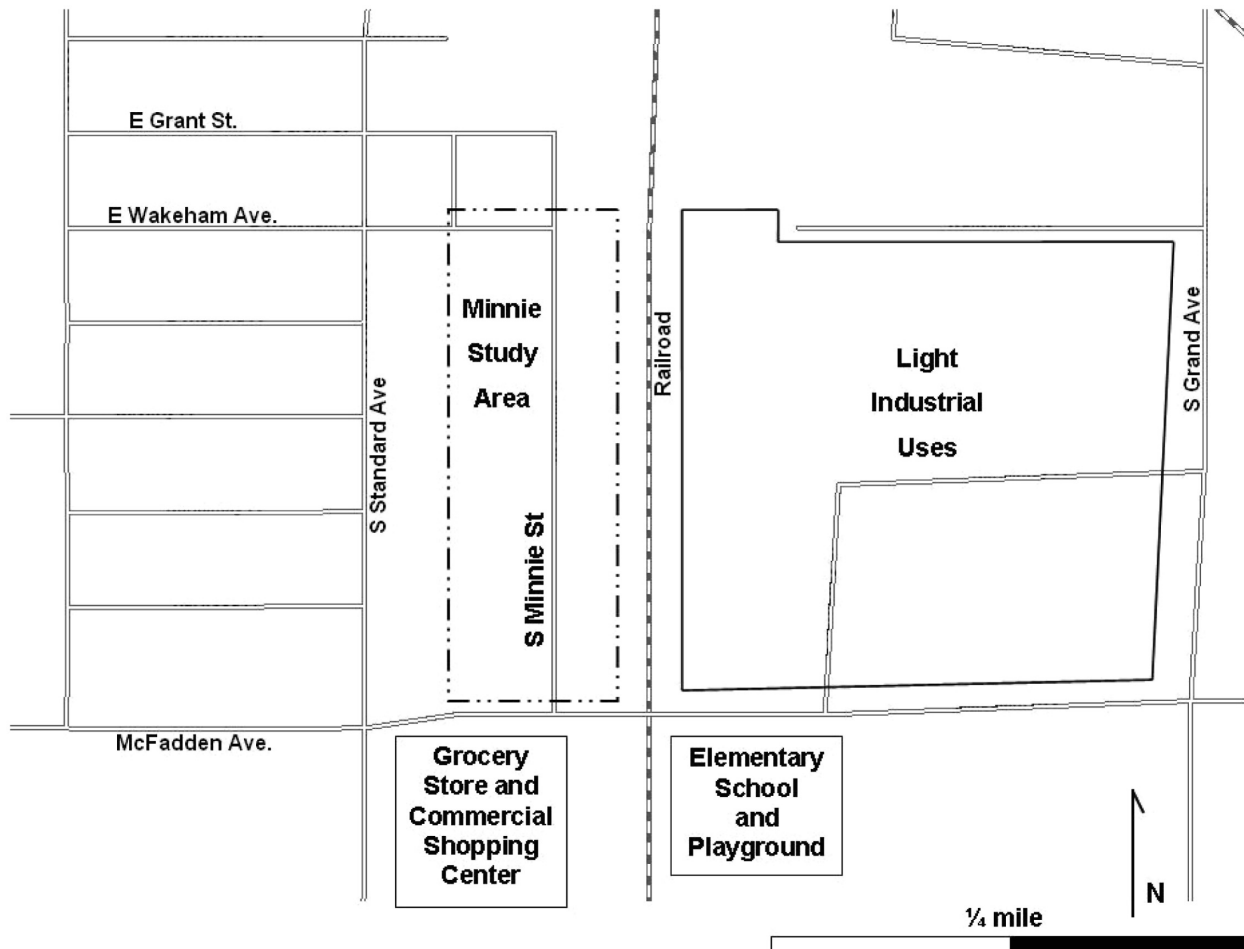 E Grant St.
E Wakeham Ave.
Minnie
Study
Area
S Standard Ave
S Minnie St
Railroad
Light
Industrial
Uses
S Grand Ave
McFadden Ave.
Grocery
Store and
Commercial
Shopping
Center
Elementary
School
and
Playground
N
¼ mile